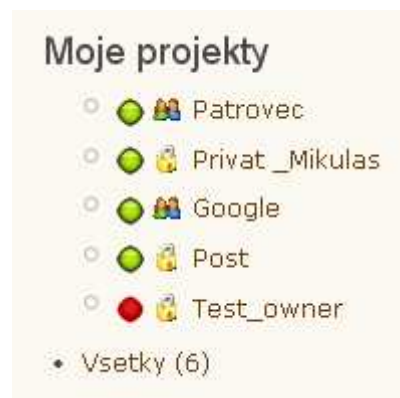 Moje projekty
Patrovec
Privat _Mikulas
Google
Post
Test_owner
Vsetky (6)